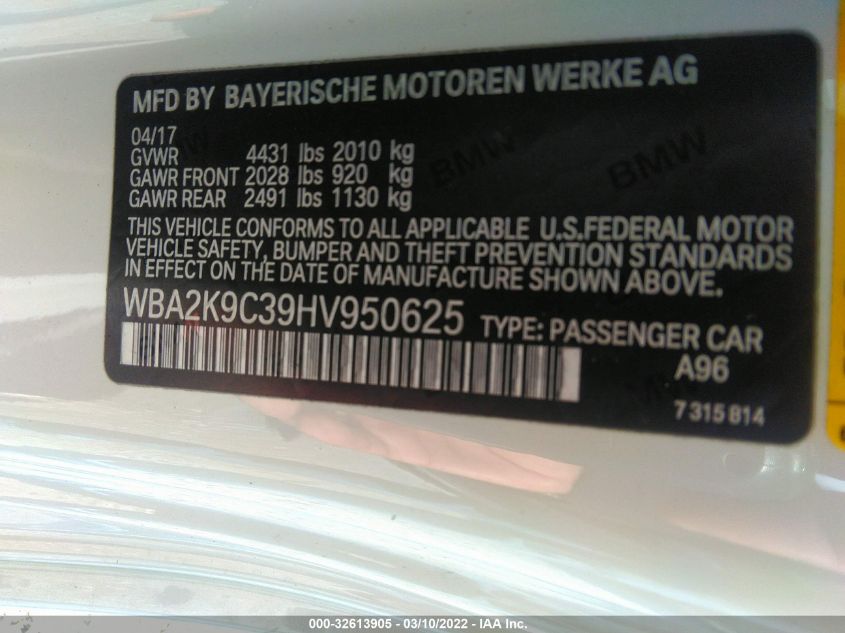 MFD BY BAYERISCHE MOTOREN WERKE AG
04/17
GVWR 4431 lbs 2010 kg
GAWR FRONT 2028 lbs 920 kg
GAWR REAR 2491 lbs 1130 kg
THIS VEHICLE CONFORMS TO ALL APPLICABLE U.S.FEDERAL MOTOR
VEHICLE SAFETY, BUMPER AND THEFT PREVENTION STANDARDS
IN EFFECT ON THE DATE OF MANUFACTURE SHOWN ABOVE.
WBA2K9C39HV950625 TYPE: PASSENGER CAR
A96
7 315 814
BMW
BMW
000-32613905 - 03/10/2022 - IAA Inc.